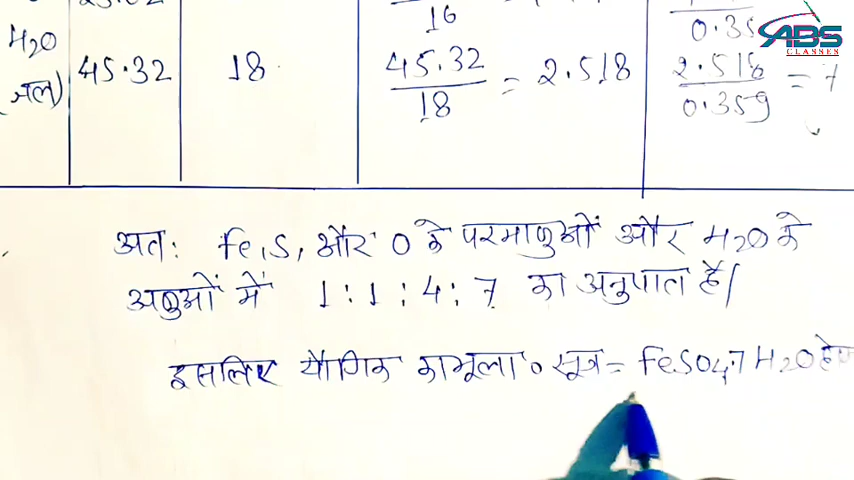 16
0.35
ABS
CLASSES
H2O
जल)
45.32
18
45.32/18 = 2.518
2.518/0.359 = 7
अतः Fe, S, और O के परमाणुओं और H2O के
अणुओं में 1 : 1 : 4 : 7 का अनुपात है।
इसलिए यौगिक का मूला० सूत्र = FeSO4.7H2O